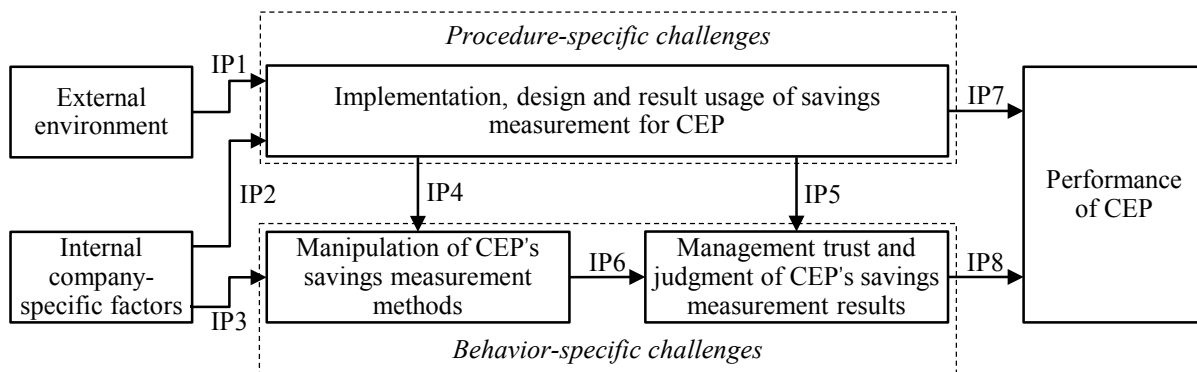 Procedure-specific challenges
IP1
External
environment
Implementation, design and result usage of savings
measurement for CEP
IP7
IP2
IP4
IP5
Performance
of CEP
Internal
company-
specific factors
Manipulation of CEP's
savings measurement
methods
IP6
Management trust and
judgment of CEP's savings
measurement results
IP8
IP3
Behavior-specific challenges